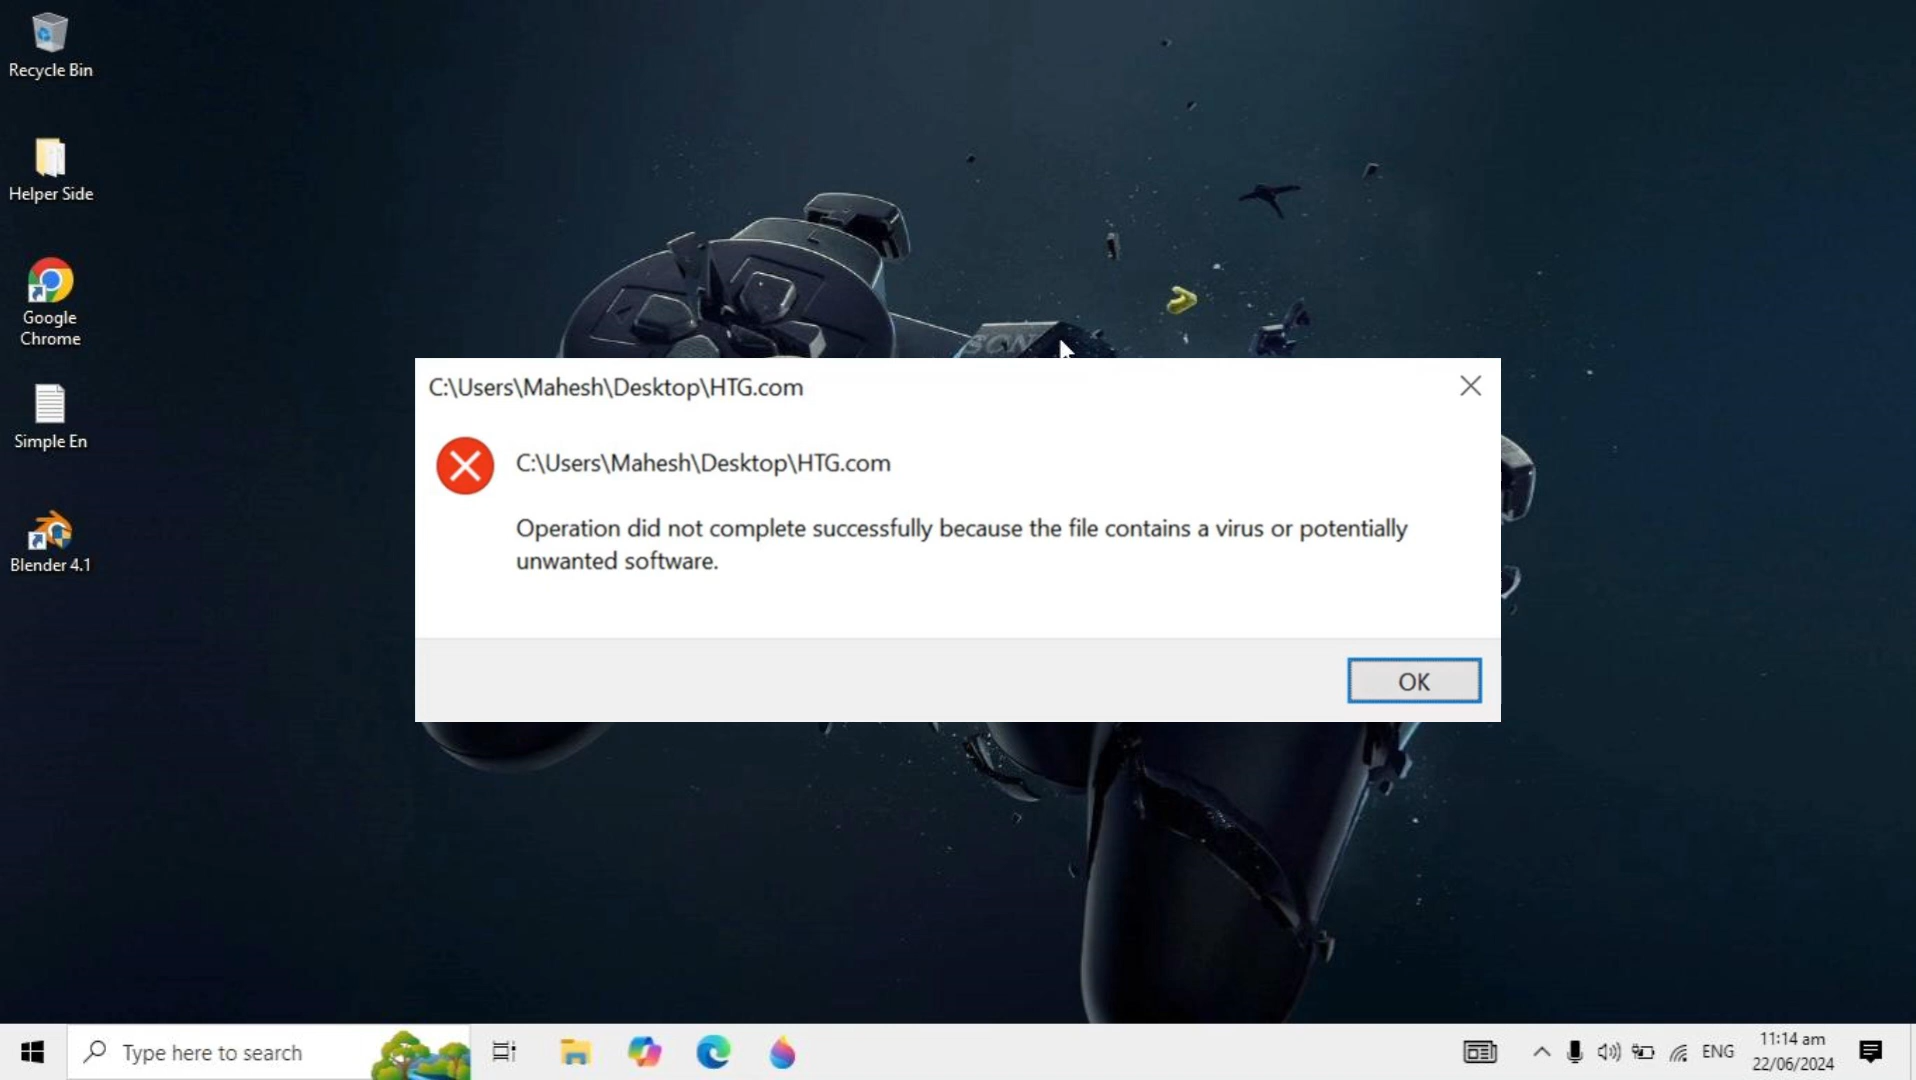 Recycle Bin
Helper Side
Google
Chrome
Simple En
Blender 4.1
SON
C:\Users\Mahesh\Desktop\HTG.com
C:\Users\Mahesh\Desktop\HTG.com
Operation did not complete successfully because the file contains a virus or potentially
unwanted software.
OK
Type here to search
ENG
11:14 am
22/06/2024